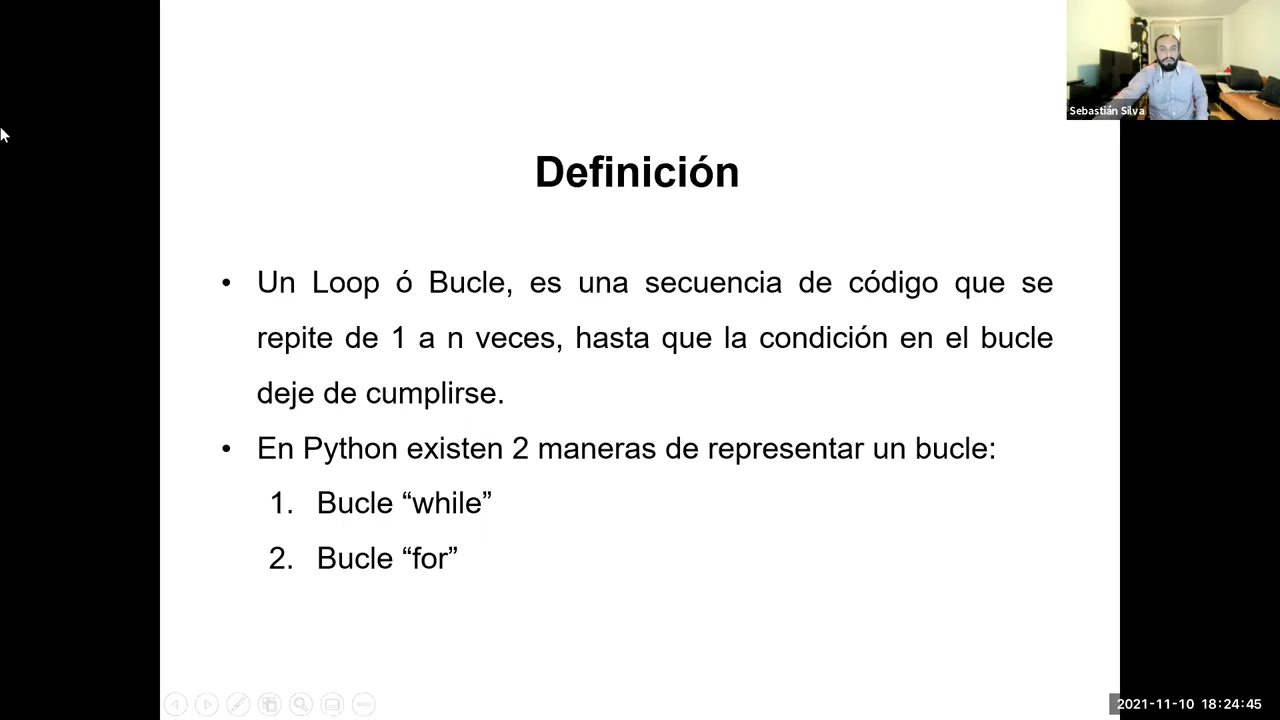 Sebastián Silva
Definición
• Un Loop ó Bucle, es una secuencia de código que se
repite de 1 a n veces, hasta que la condición en el bucle
deje de cumplirse.
• En Python existen 2 maneras de representar un bucle:
1. Bucle “while”
2. Bucle “for”
2021-11-10 18:24:45